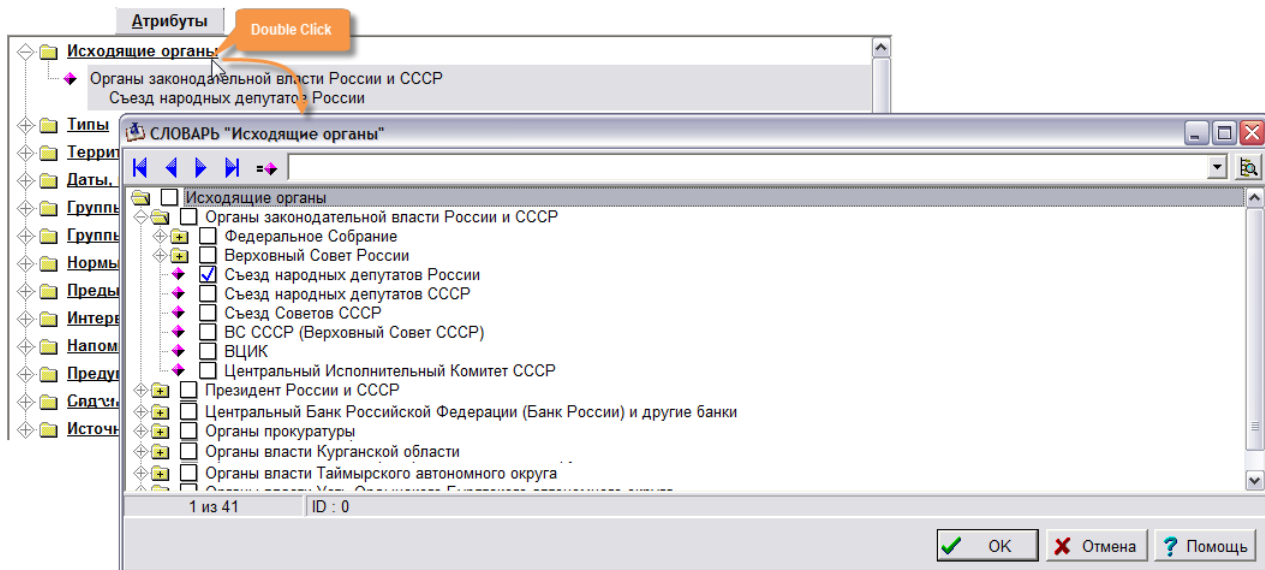 Атрибуты
Double Click
Исходящие органы
Органы законодательной власти России и СССР
Съезд народных депутатов России
Типы
Даты,
СЛОВАРЬ "Исходящие органы"
Исходящие органы
Органы законодательной власти России и СССР
Федеральное Собрание
Верховный Совет России
Съезд народных депутатов России
Съезд народных депутатов СССР
Съезд Советов СССР
ВС СССР (Верховный Совет СССР)
ВЦИК
Центральный Исполнительный Комитет СССР
Президент России и СССР
Центральный Банк Российской Федерации (Банк России) и другие банки
Органы прокуратуры
Органы власти Курганской области
Органы власти Таймырского автономного округа
1 из 41
ID : 0
OK
Отмена
Помощь